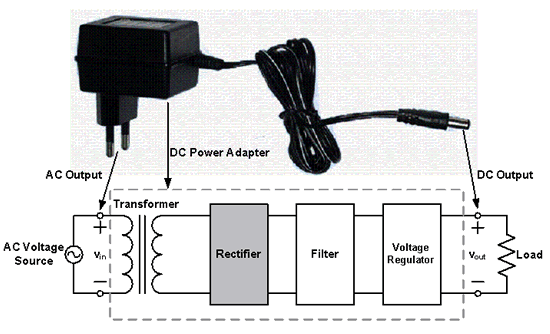 DC Power Adapter
AC Output
DC Output
Transformer
+
+
AC Voltage
Source
vin
Rectifier
Filter
Voltage
Regulator
vout
Load
−
−